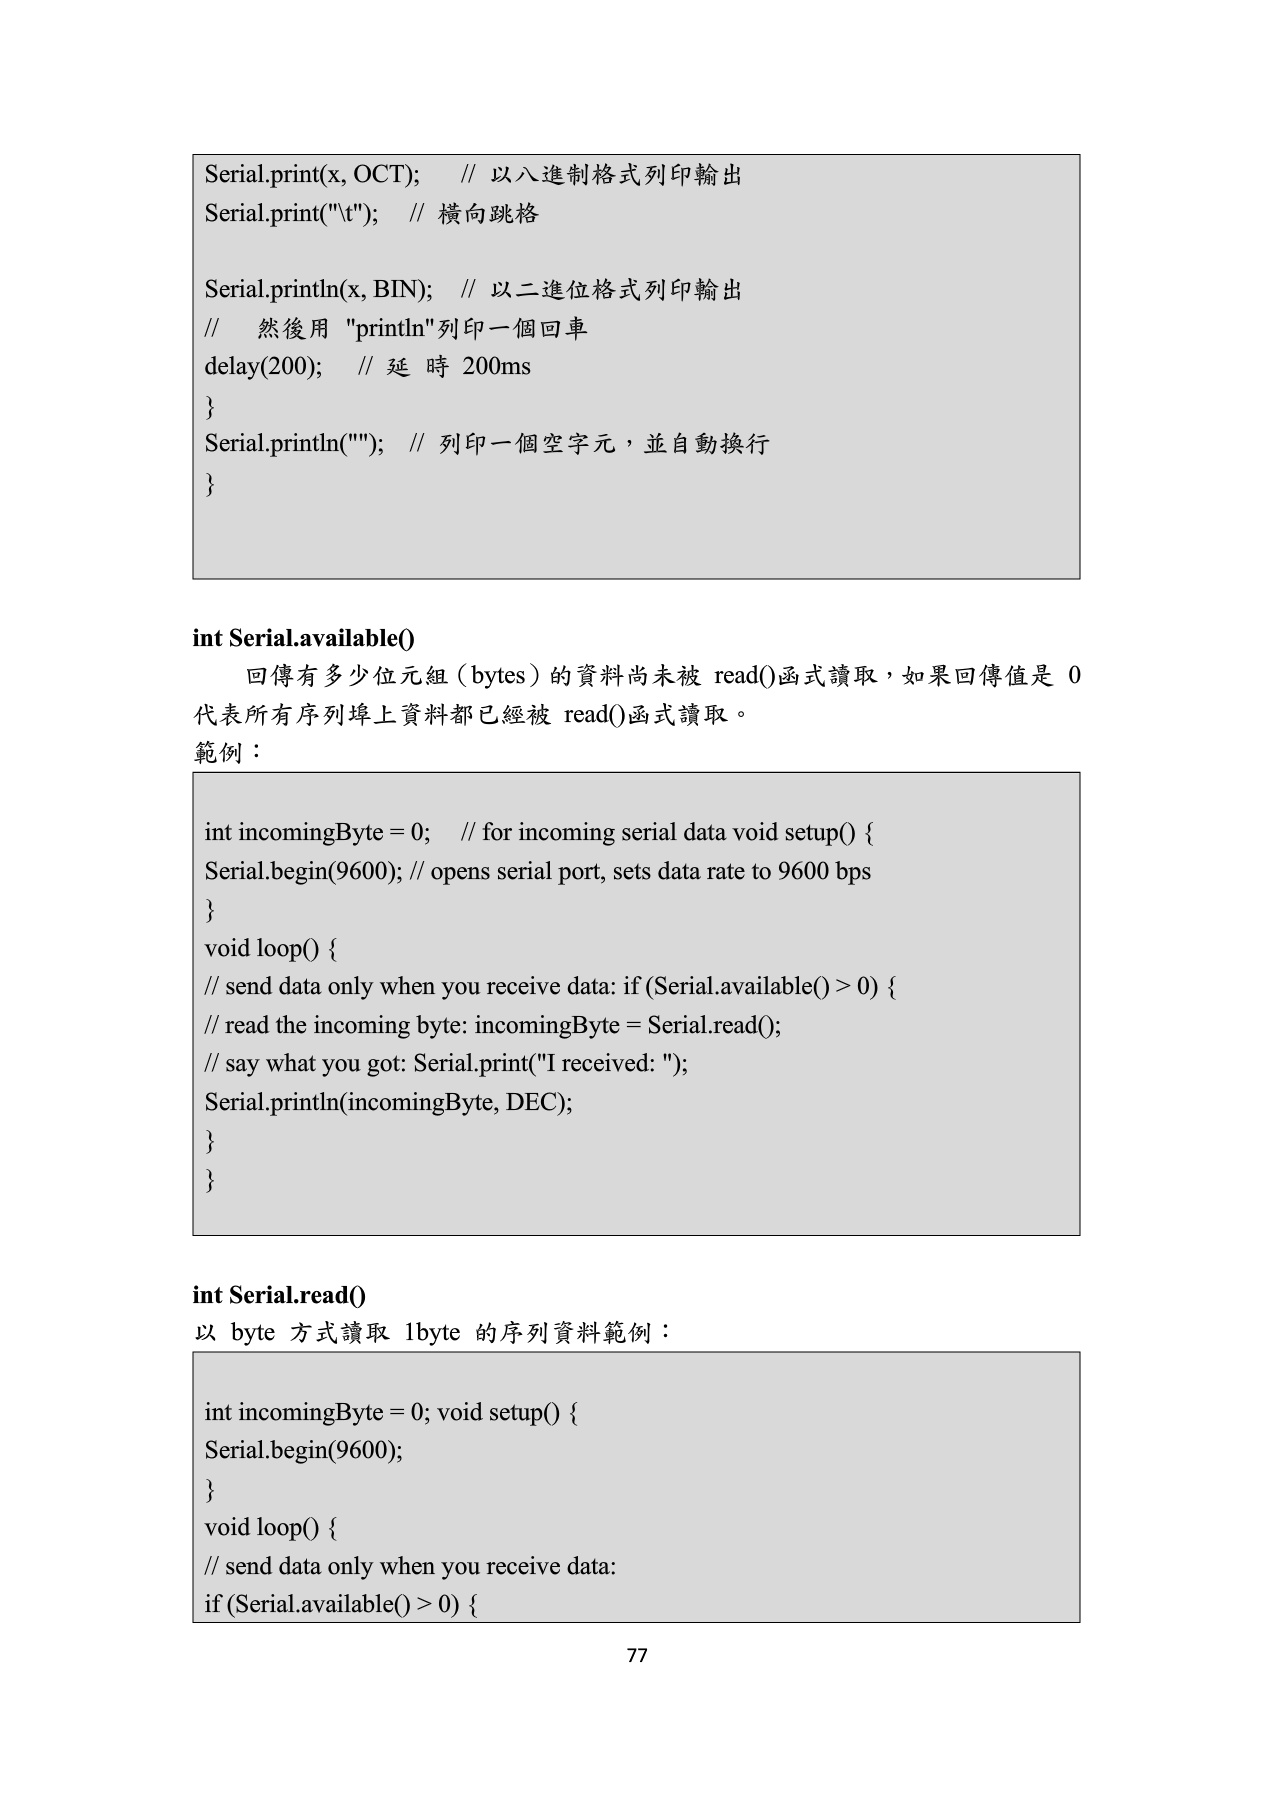 Serial.print(x, OCT);   // 以八進制格式列印輸出
Serial.print("\t");   // 橫向跳格
Serial.println(x, BIN);   // 以二進位格式列印輸出
//   然後用 "println"列印一個回車
delay(200);   // 延 時 200ms
}
Serial.println("");   // 列印一個空字元，並自動換行
}
int Serial.available()
回傳有多少位元組（bytes）的資料尚未被 read()函式讀取，如果回傳值是 0
代表所有序列埠上資料都已經被 read()函式讀取。
範例：
int incomingByte = 0;   // for incoming serial data void setup() {
Serial.begin(9600); // opens serial port, sets data rate to 9600 bps
}
void loop() {
// send data only when you receive data: if (Serial.available() > 0) {
// read the incoming byte: incomingByte = Serial.read();
// say what you got: Serial.print("I received: ");
Serial.println(incomingByte, DEC);
}
}
int Serial.read()
以 byte 方式讀取 1byte 的序列資料範例：
int incomingByte = 0; void setup() {
Serial.begin(9600);
}
void loop() {
// send data only when you receive data:
if (Serial.available() > 0) {
77